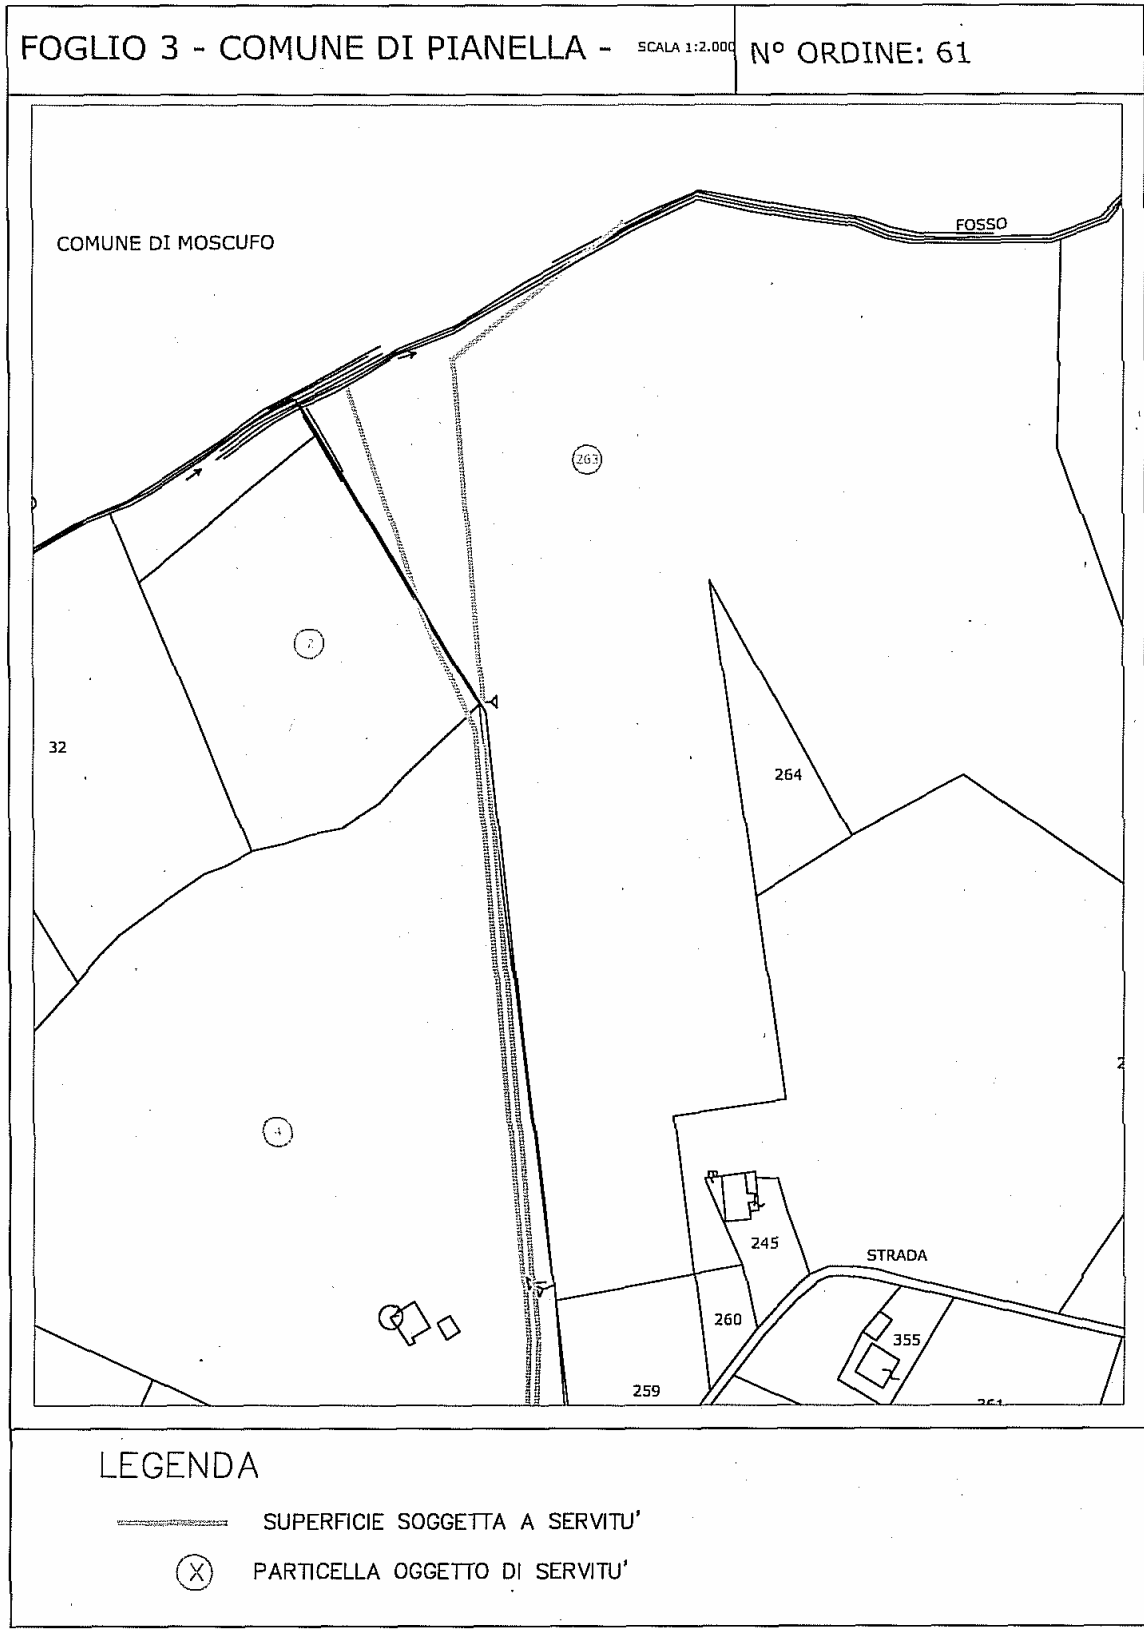 FOGLIO 3 - COMUNE DI PIANELLA - SCALA 1:2.000
N° ORDINE: 61
FOSSO
COMUNE DI MOSCUFO
263
2
32
264
4
245
STRADA
260
355
259
261
LEGENDA
SUPERFICIE SOGGETTA A SERVITU'
X PARTICELLA OGGETTO DI SERVITU'